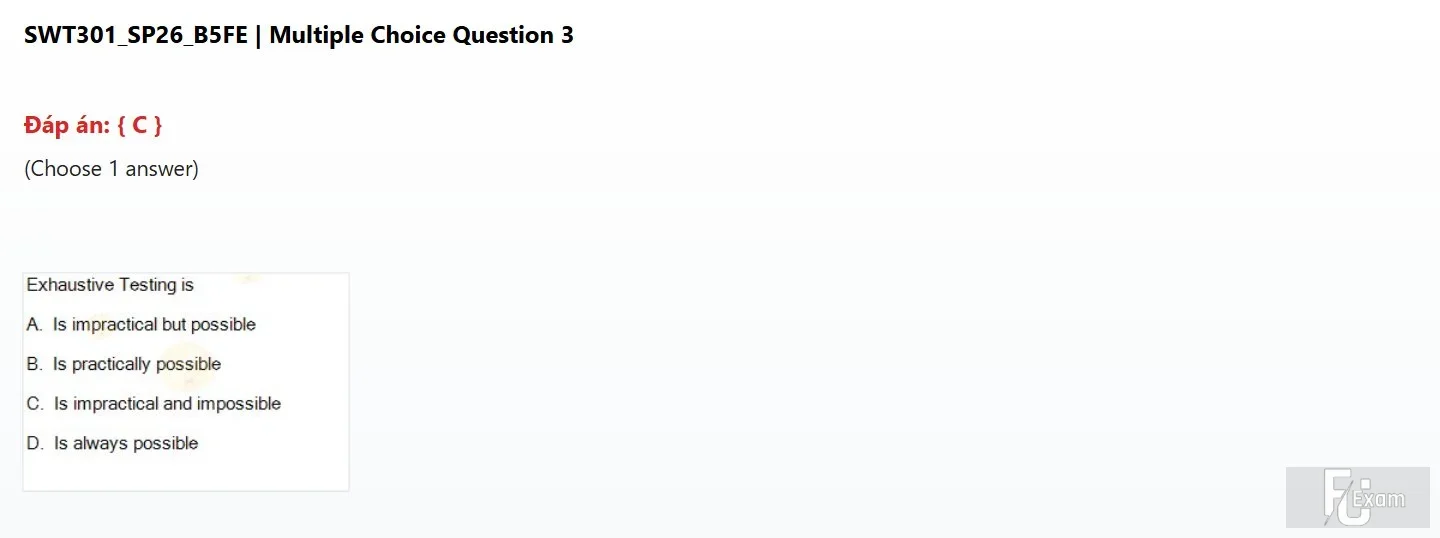 SWT301_SP26_B5FE | Multiple Choice Question 3
Đáp án: { C }
(Choose 1 answer)
Exhaustive Testing is
A. Is impractical but possible
B. Is practically possible
C. Is impractical and impossible
D. Is always possible
FU Exam